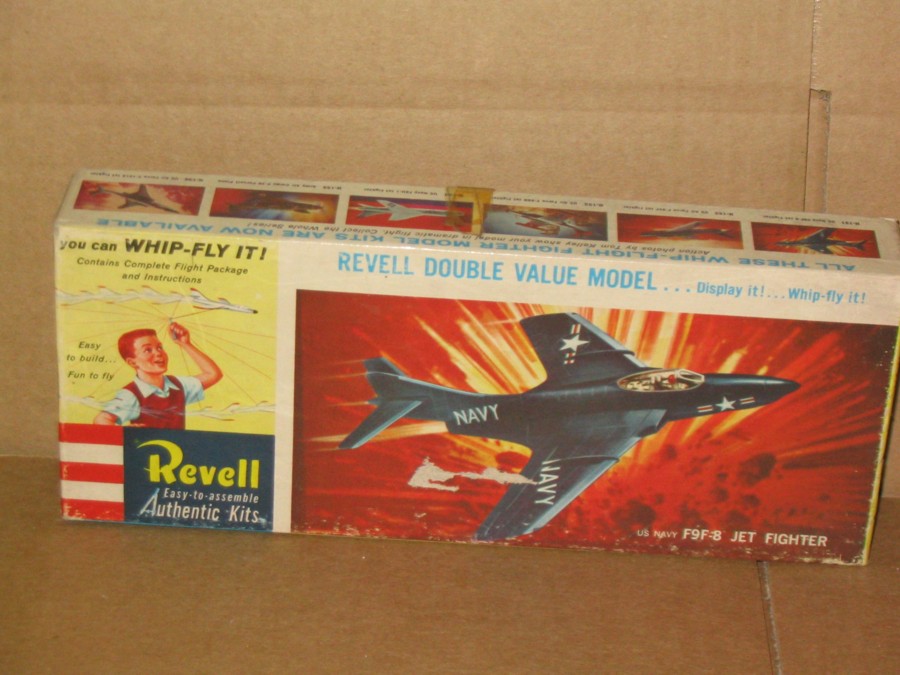 you can WHIP-FLY IT!
Contains Complete Flight Package
and Instructions
Easy
to build...
Fun to fly
Revell
Easy-to-assemble
Authentic Kits
REVELL DOUBLE VALUE MODEL... Display it!...Whip-fly it!
NAVY
NAVY
US NAVY F9F-8 JET FIGHTER
ALL THESE WHIP-FLIGHT FIGHTER MODEL KITS ARE NOW AVAILABLE